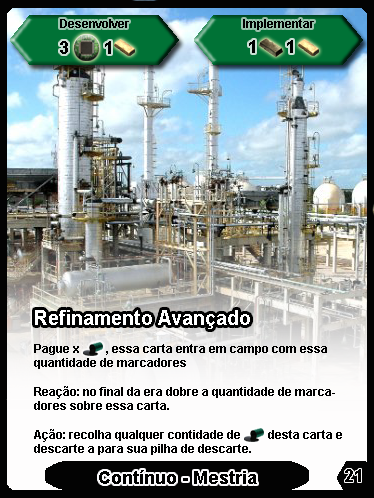 Desenvolver
3 1
Implementar
1 1
Refinamento Avançado
Pague x , essa carta entra em campo com essa
quantidade de marcadores
Reação: no final da era dobre a quantidade de marca-
dores sobre essa carta.
Ação: recolha qualquer contidade de desta carta e
descarte a para sua pilha de descarte.
Contínuo - Mestria
21